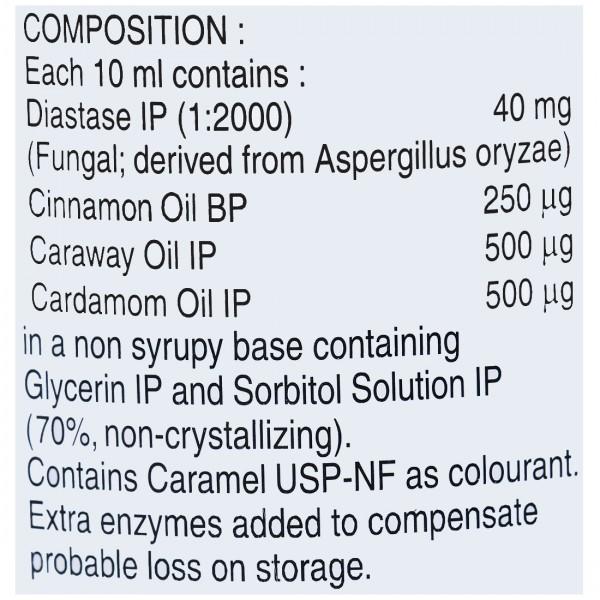 COMPOSITION :
Each 10 ml contains :
Diastase IP (1:2000) 40 mg
(Fungal; derived from Aspergillus oryzae)
Cinnamon Oil BP 250 µg
Caraway Oil IP 500 µg
Cardamom Oil IP 500 µg
in a non syrupy base containing
Glycerin IP and Sorbitol Solution IP
(70%, non-crystallizing).
Contains Caramel USP-NF as colourant.
Extra enzymes added to compensate
probable loss on storage.